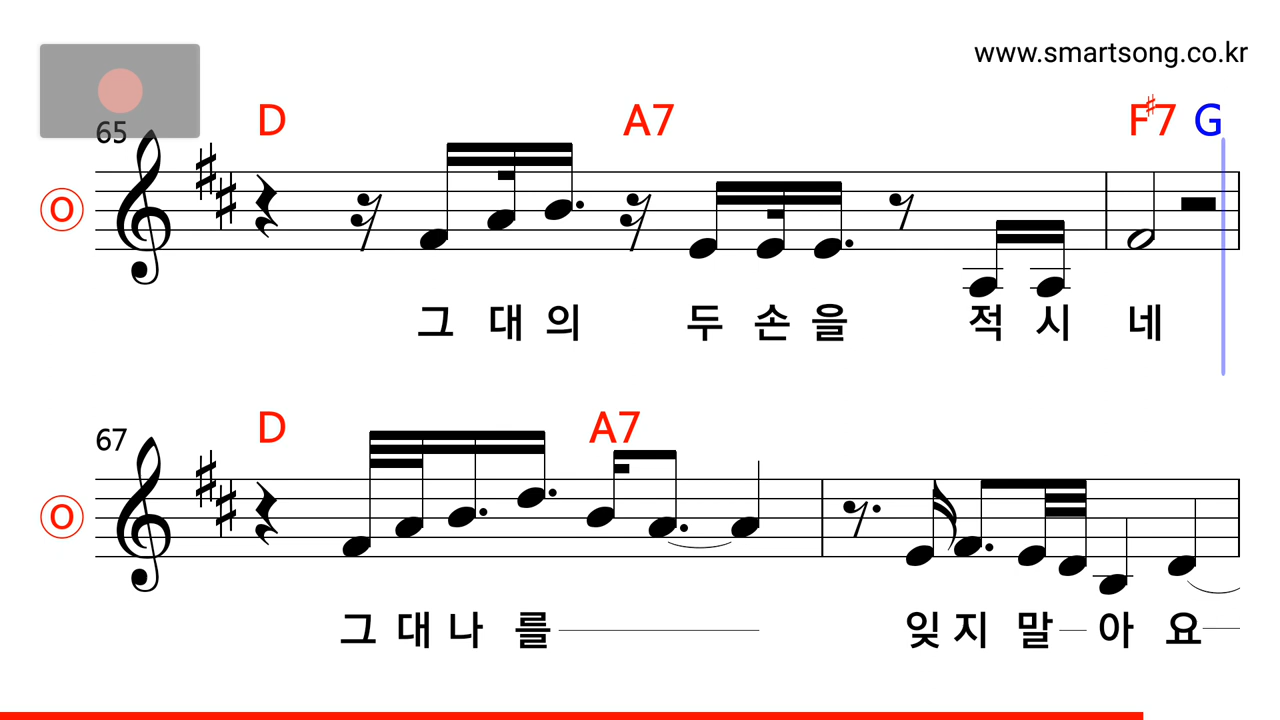 www.smartsong.co.kr
D A7 F#7 G
65
O
그 대 의 두 손 을 적 시 네
D A7
67
O
그 대 나 를 잊 지 말 아 요